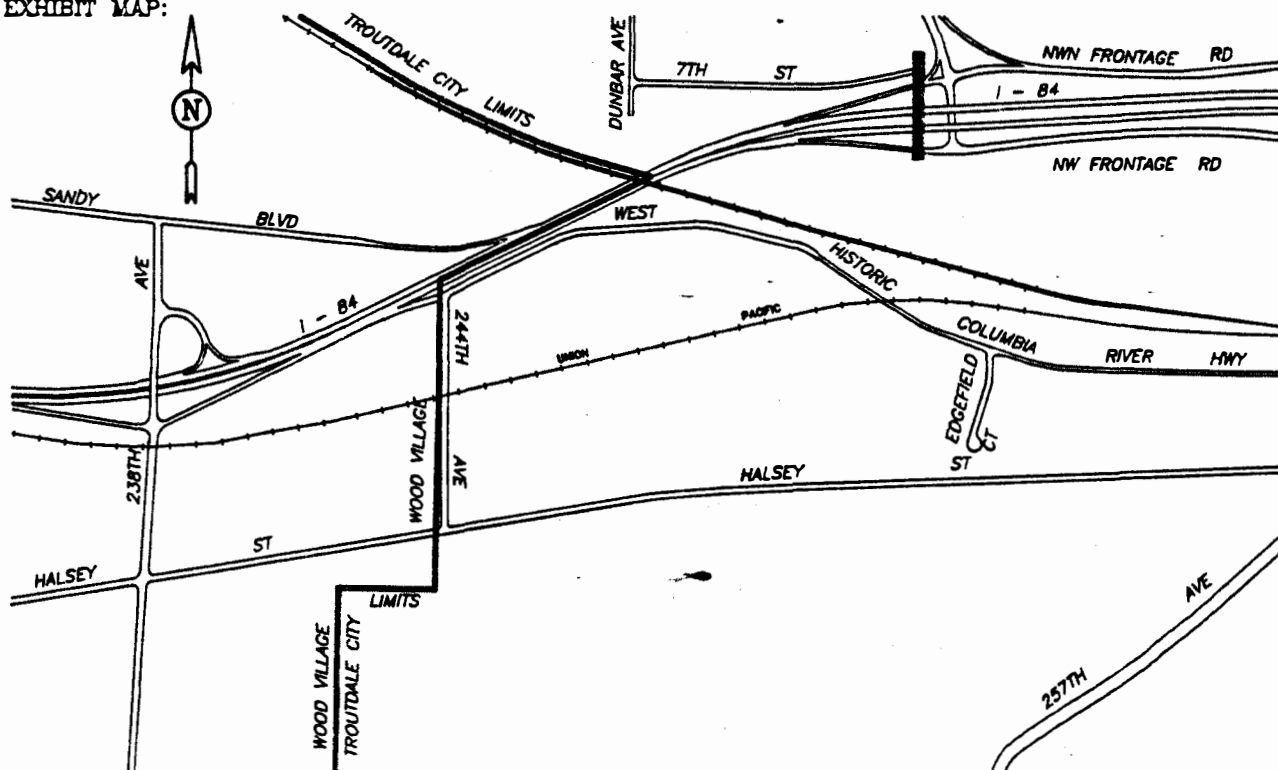 EXHIBIT MAP:
N
TROUTDALE CITY LIMITS
DUNBAR AVE
7TH ST
NWN FRONTAGE RD
I - 84
NW FRONTAGE RD
SANDY BLVD
WEST HISTORIC COLUMBIA RIVER HWY
AVE
238TH
I - 84
244TH AVE
UNION PACIFIC
WOOD VILLAGE
LIMITS
EDGEFIELD CT
ST
HALSEY
HALSEY ST
WOOD VILLAGE
TROUTDALE CITY
257TH AVE